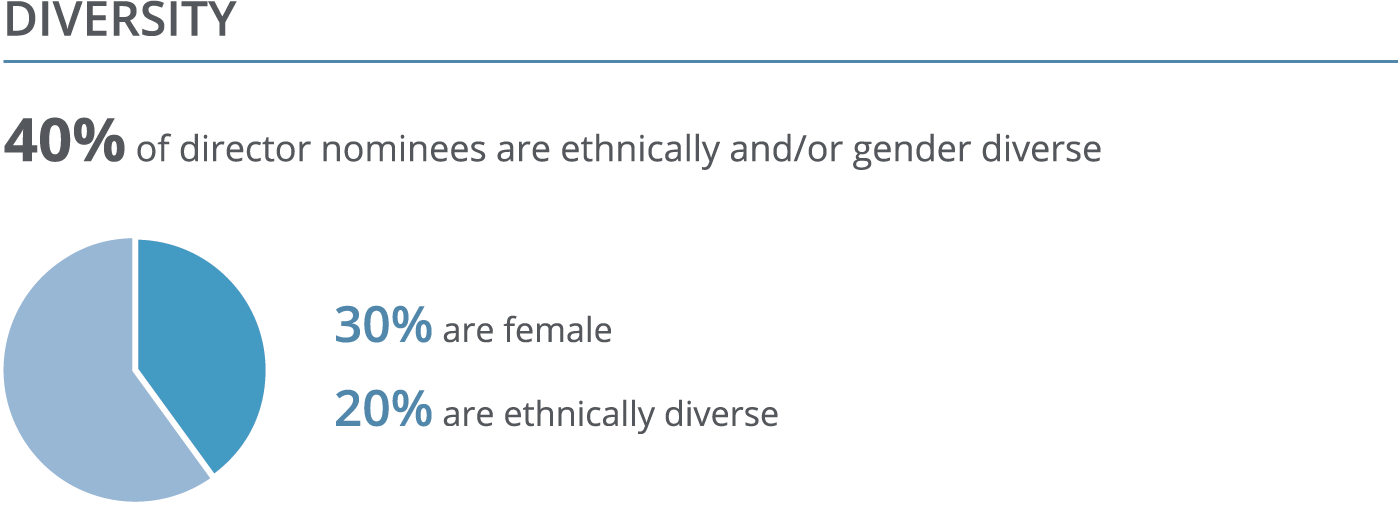 DIVERSITY
40% of director nominees are ethnically and/or gender diverse
30% are female
20% are ethnically diverse